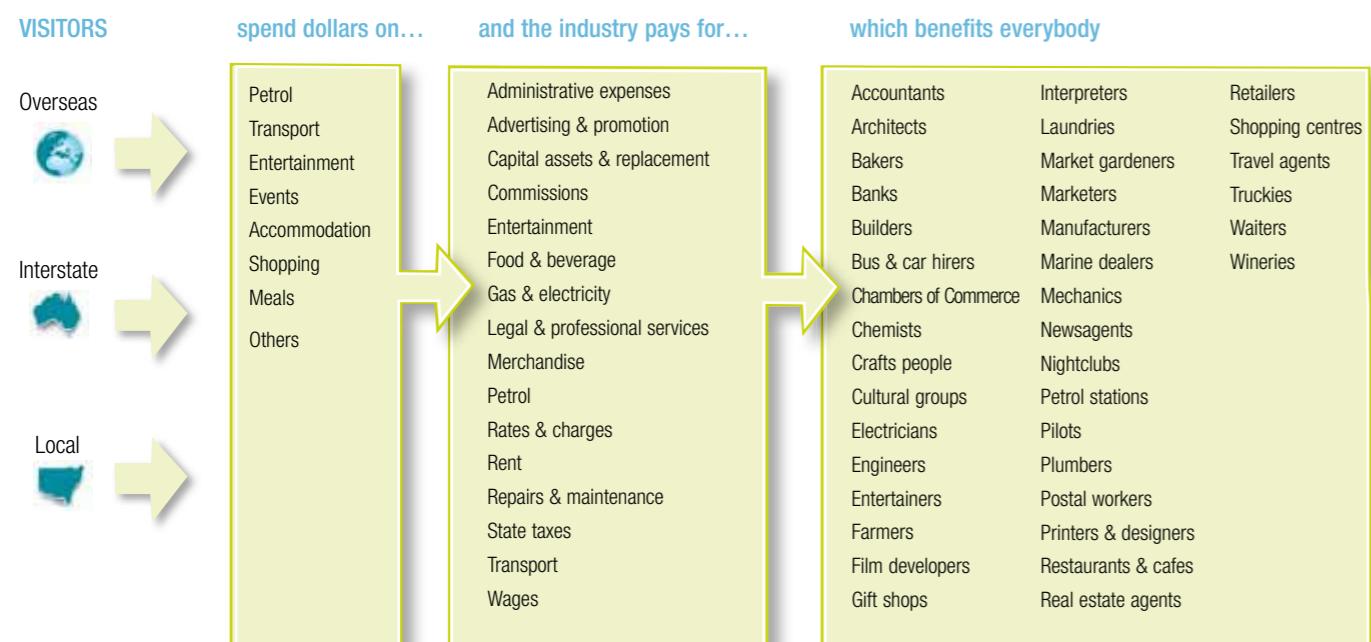 VISITORS
spend dollars on…
and the industry pays for…
which benefits everybody
Overseas
Interstate
Local
Petrol
Transport
Entertainment
Events
Accommodation
Shopping
Meals
Others
Administrative expenses
Advertising & promotion
Capital assets & replacement
Commissions
Entertainment
Food & beverage
Gas & electricity
Legal & professional services
Merchandise
Petrol
Rates & charges
Rent
Repairs & maintenance
State taxes
Transport
Wages
Accountants
Architects
Bakers
Banks
Builders
Bus & car hirers
Chambers of Commerce
Chemists
Crafts people
Cultural groups
Electricians
Engineers
Entertainers
Farmers
Film developers
Gift shops
Interpreters
Laundries
Market gardeners
Marketers
Manufacturers
Marine dealers
Mechanics
Newsagents
Nightclubs
Petrol stations
Pilots
Plumbers
Postal workers
Printers & designers
Restaurants & cafes
Real estate agents
Retailers
Shopping centres
Travel agents
Truckies
Waiters
Wineries